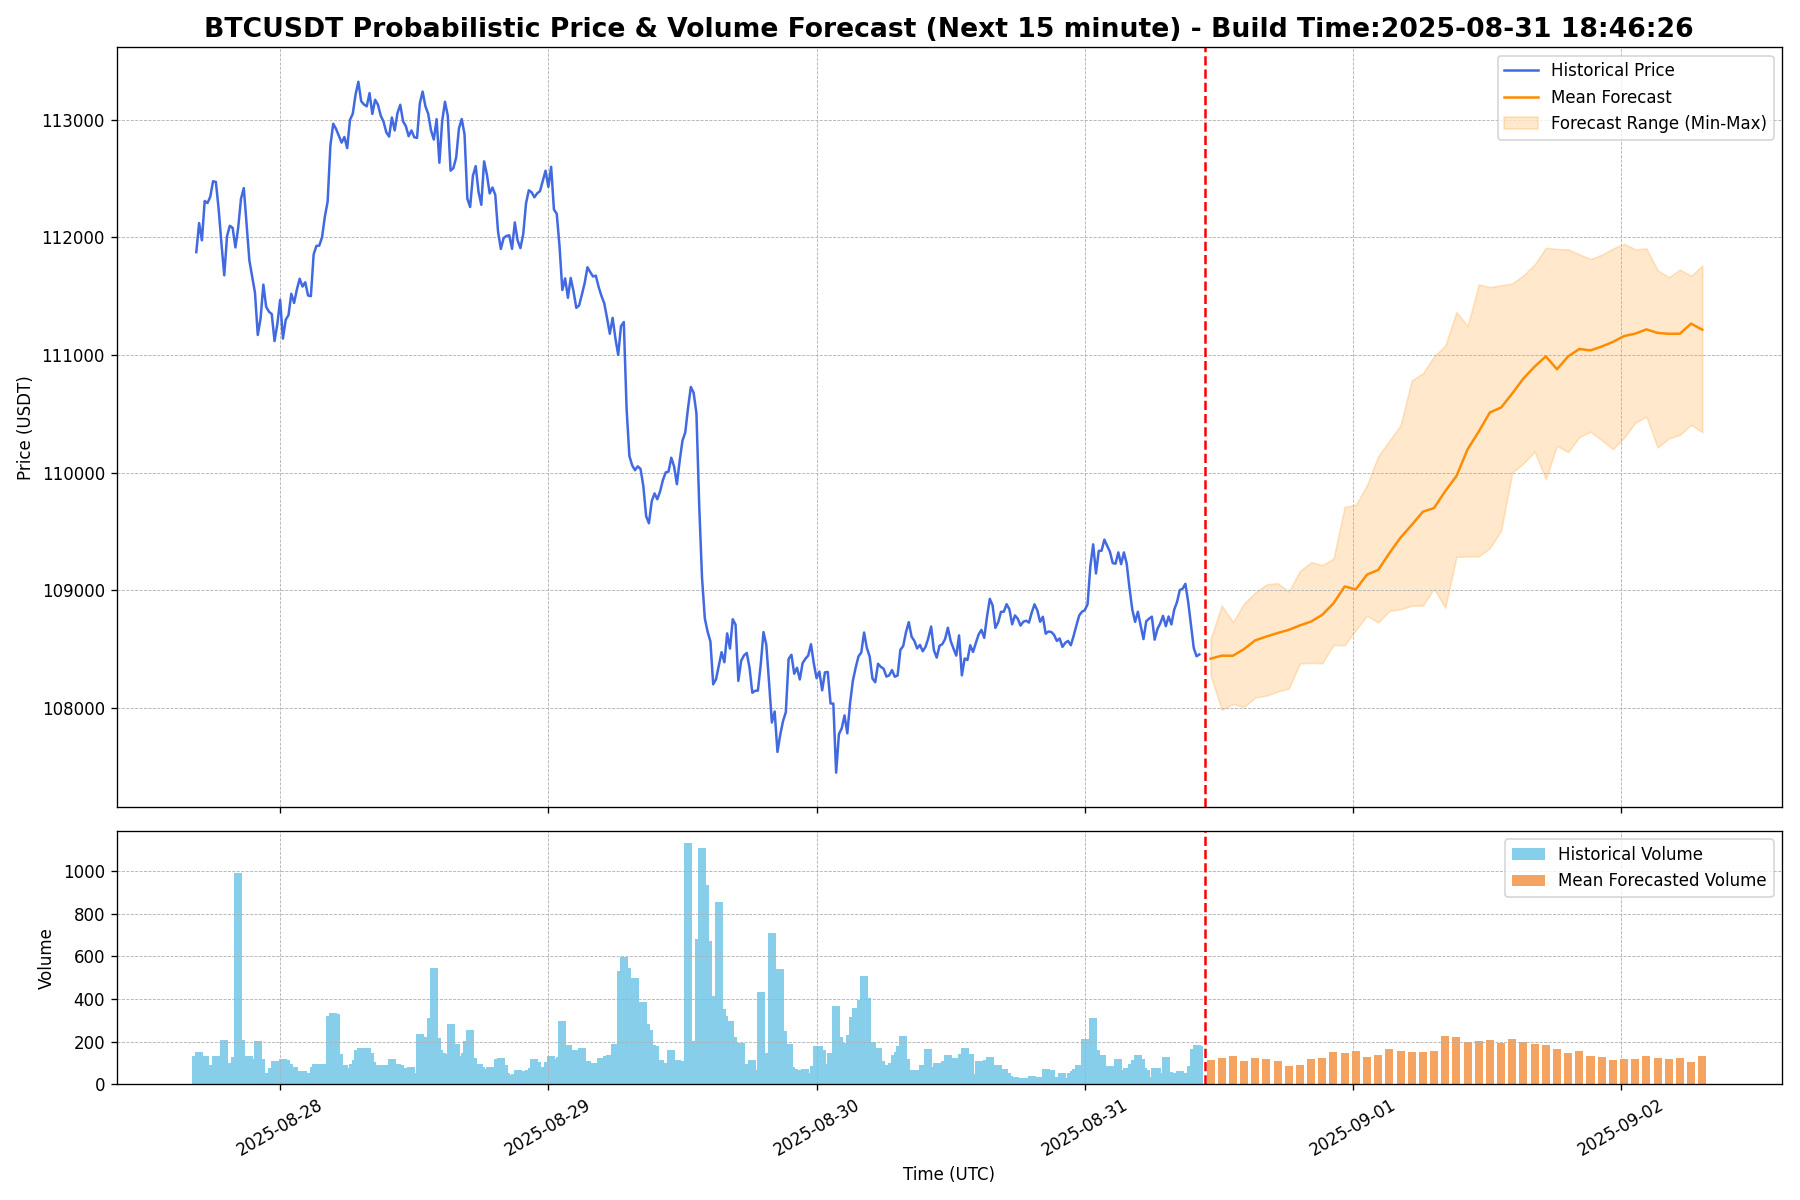 BTCUSDT Probabilistic Price & Volume Forecast (Next 15 minute) - Build Time:2025-08-31 18:46:26
Historical Price
Mean Forecast
Forecast Range (Min-Max)
Price (USDT)
113000
112000
111000
110000
109000
108000
Historical Volume
Mean Forecasted Volume
Volume
1000
800
600
400
200
0
2025-08-28
2025-08-29
2025-08-30
2025-08-31
2025-09-01
2025-09-02
Time (UTC)